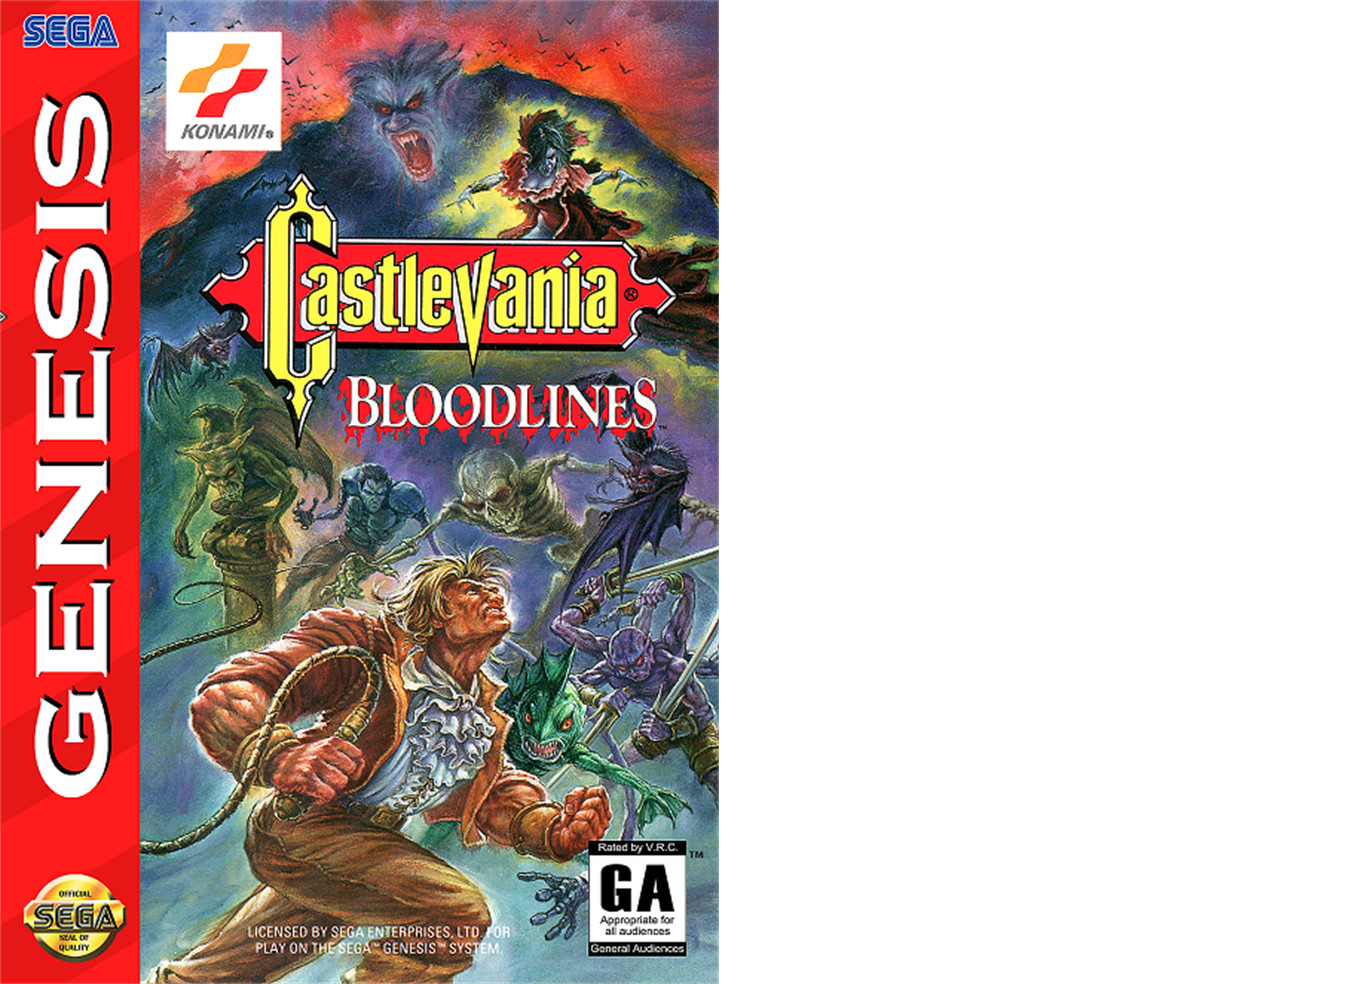 SEGA
GENESIS
KONAMI®
Castlevania®
BLOODLINES™
Rated by V.R.C.
TM
GA
Appropriate for
all audiences
General Audiences
LICENSED BY SEGA ENTERPRISES, LTD. FOR
PLAY ON THE SEGA™ GENESIS™ SYSTEM.
OFFICIAL
SEGA
SEAL OF
QUALITY